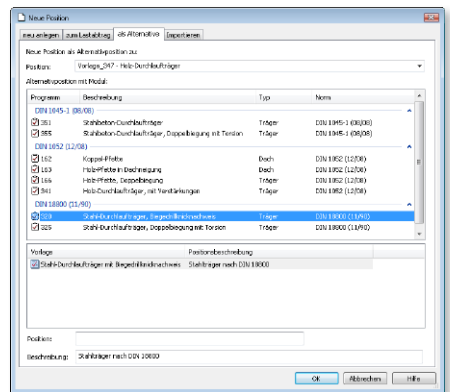 Neue Position
neu anlegen zum Lastabtrag als Alternative Importieren
Neue Position als Alternativposition zu:
Position: Vorlage_347 - Holz-Durchlaufträger
Alternativposition mit Modul:
Programm Beschreibung Typ Norm
DIN 1045-1 (08/08)
351 Stahlbeton-Durchlaufträger Träger DIN 1045-1 (08/08)
355 Stahlbeton-Durchlaufträger, Doppelbiegung mit Torsion Träger DIN 1045-1 (08/08)
DIN 1052 (12/08)
162 Koppel-Pfette Dach DIN 1052 (12/08)
163 Holz-Pfette in Dachneigung Dach DIN 1052 (12/08)
166 Holz-Pfette, Doppelbiegung Träger DIN 1052 (12/08)
341 Holz-Durchlaufträger, mit Verstärkungen Träger DIN 1052 (12/08)
DIN 18800 (11/90)
320 Stahl-Durchlaufträger, Biegedrillknicknachweis Träger DIN 18800 (11/90)
325 Stahl-Durchlaufträger, Doppelbiegung mit Torsion Träger DIN 18800 (11/90)
Vorlage Positionsbeschreibung
Stahl-Durchlaufträger mit Biegedrillknicknachweis Stahlträger nach DIN 18800
Position:
Beschreibung: Stahlträger nach DIN 18800
OK Abbrechen Hilfe